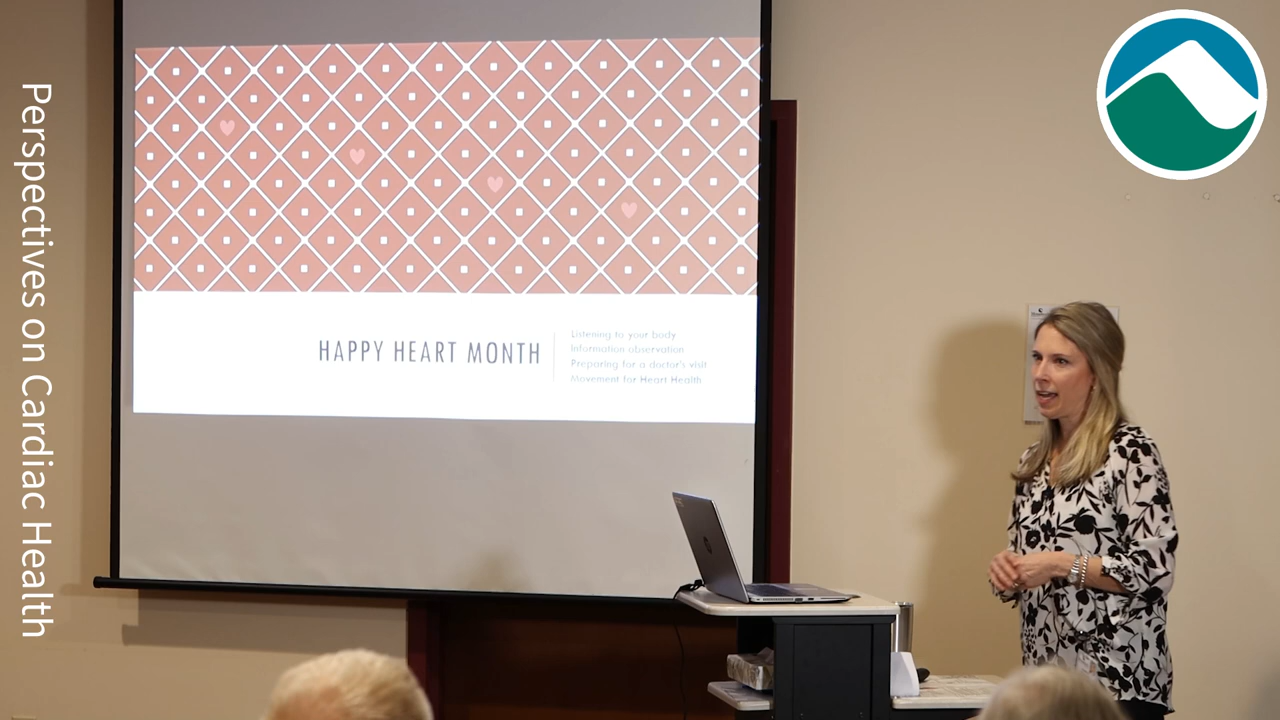 Perspectives on Cardiac Health
HAPPY HEART MONTH
Listening to your body
Information observation
Preparing for a doctor's visit
Movement for Heart Health